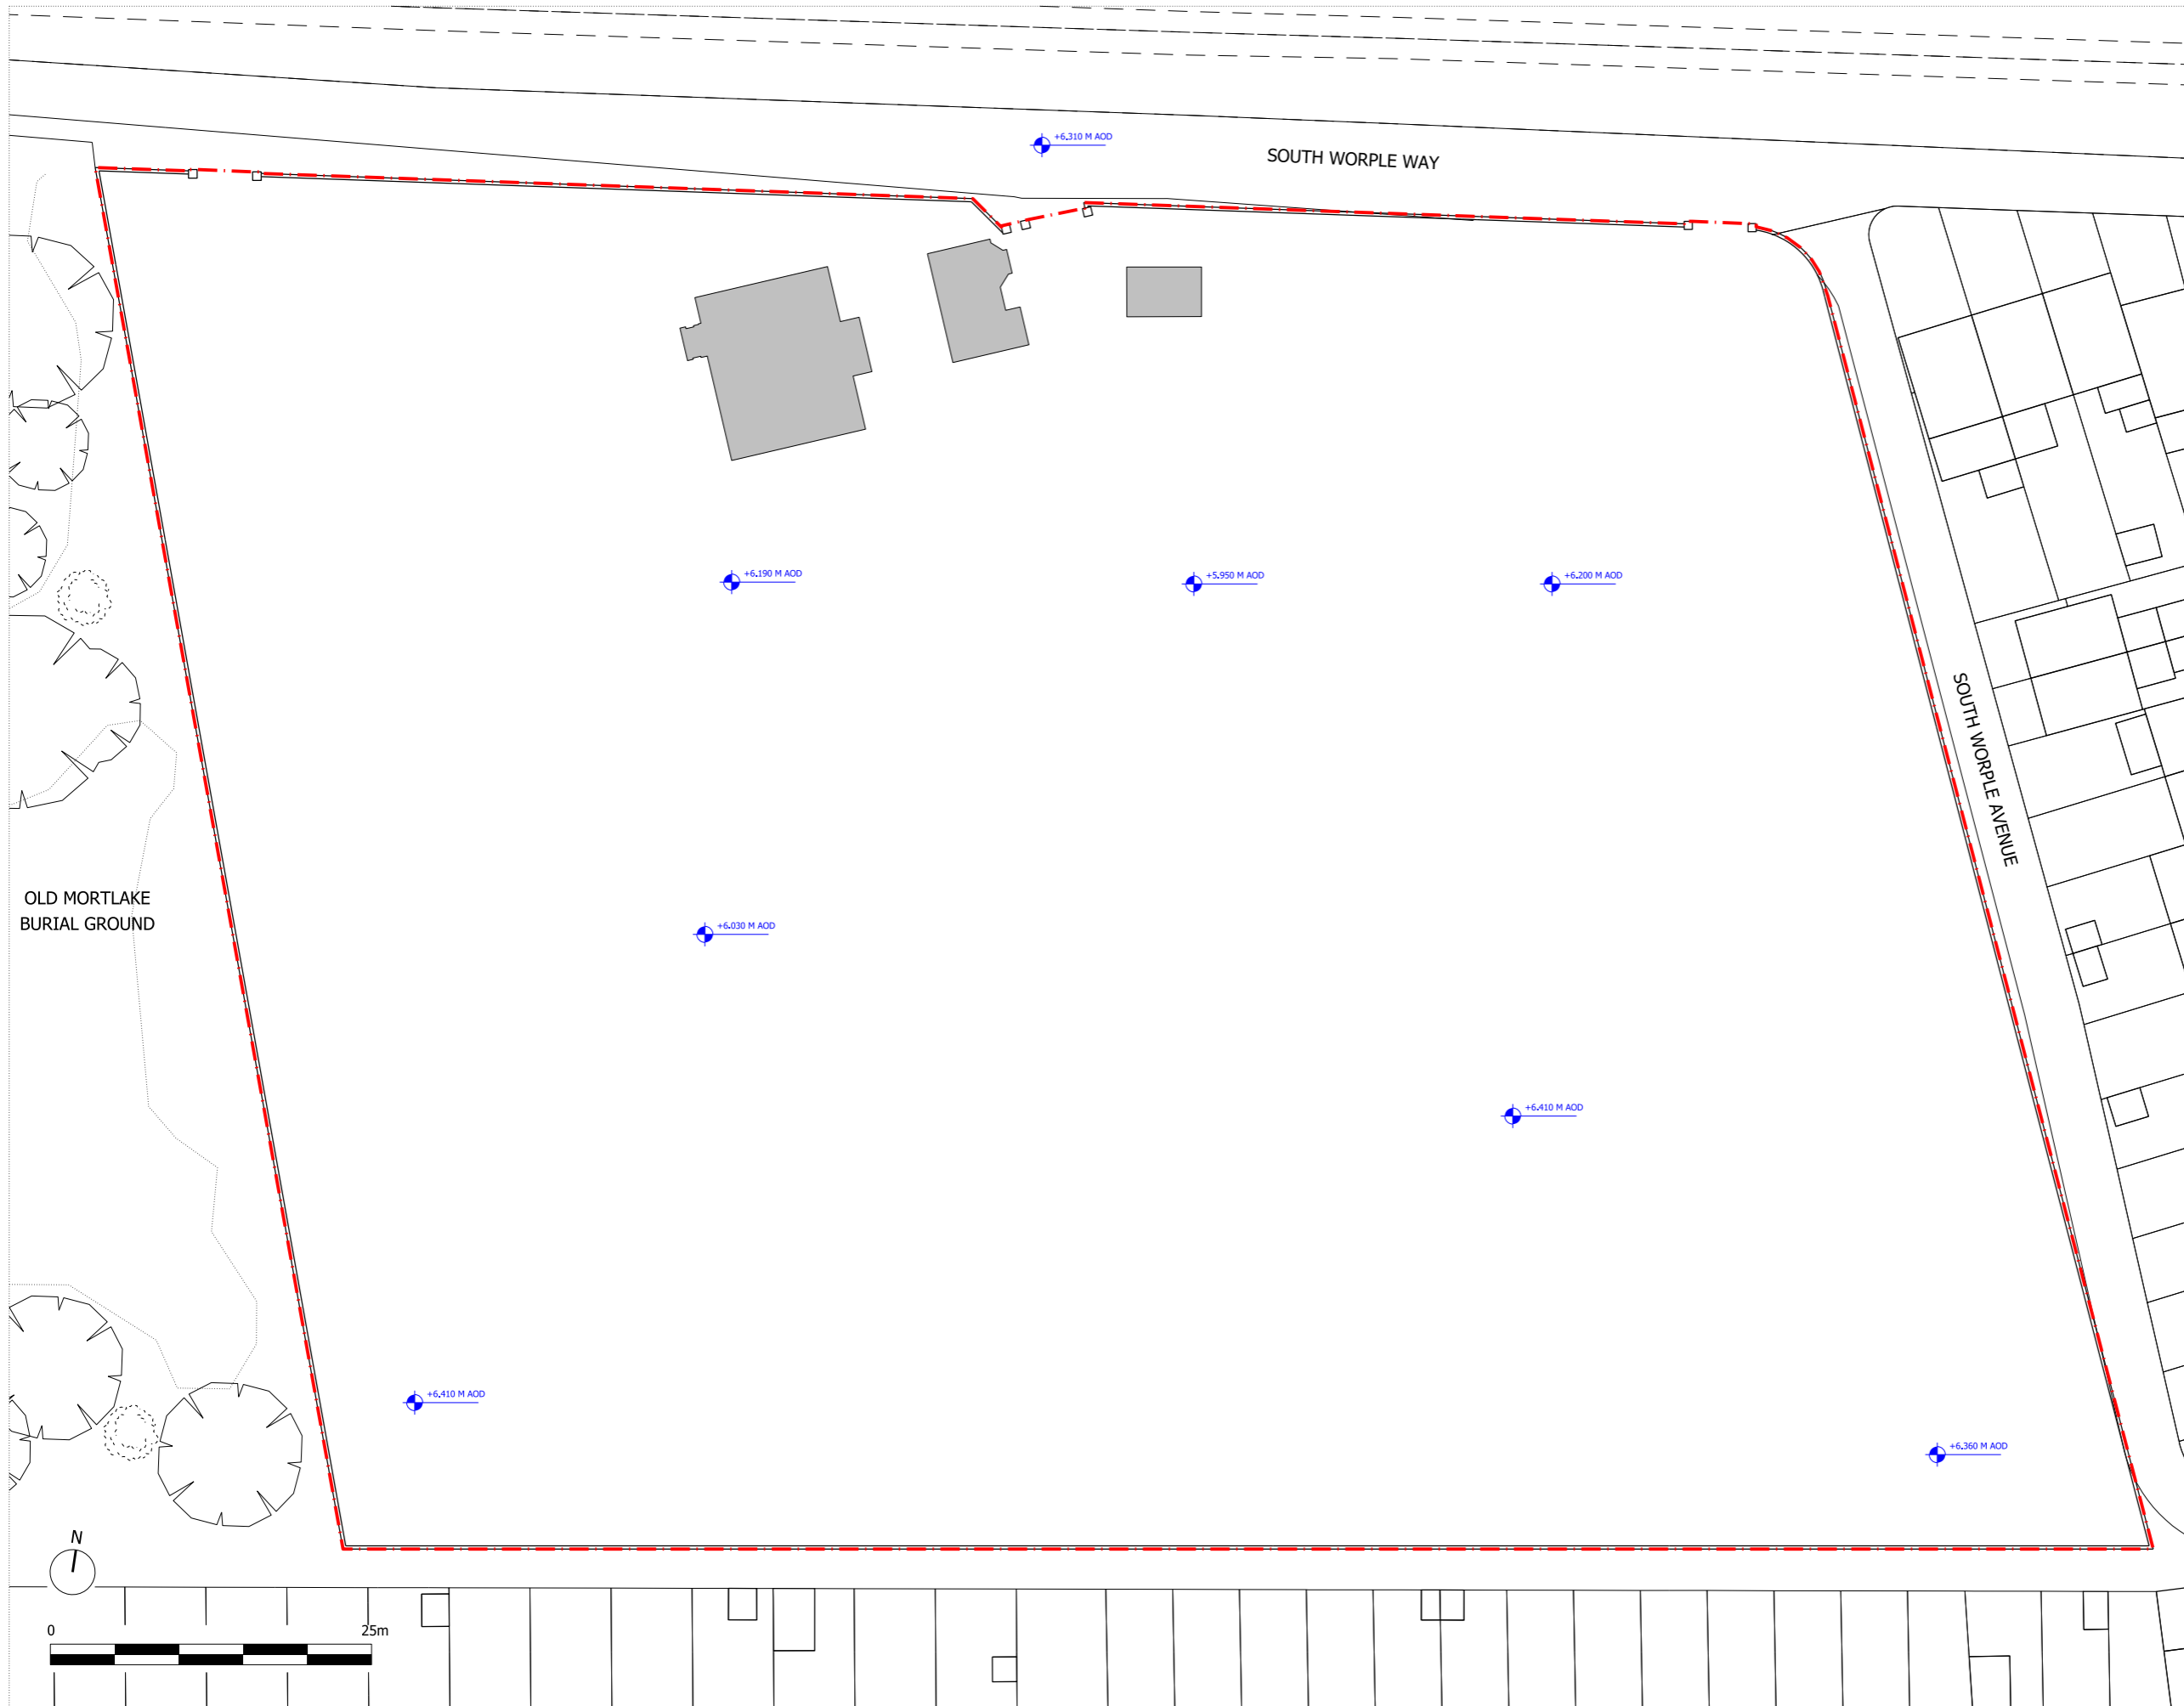 +6.310 M AOD
SOUTH WORPLE WAY
+6.190 M AOD
+5.950 M AOD
+6.200 M AOD
SOUTH WORPLE AVENUE
OLD MORTLAKE
BURIAL GROUND
+6.030 M AOD
+6.410 M AOD
+6.410 M AOD
+6.360 M AOD
N
0
25m